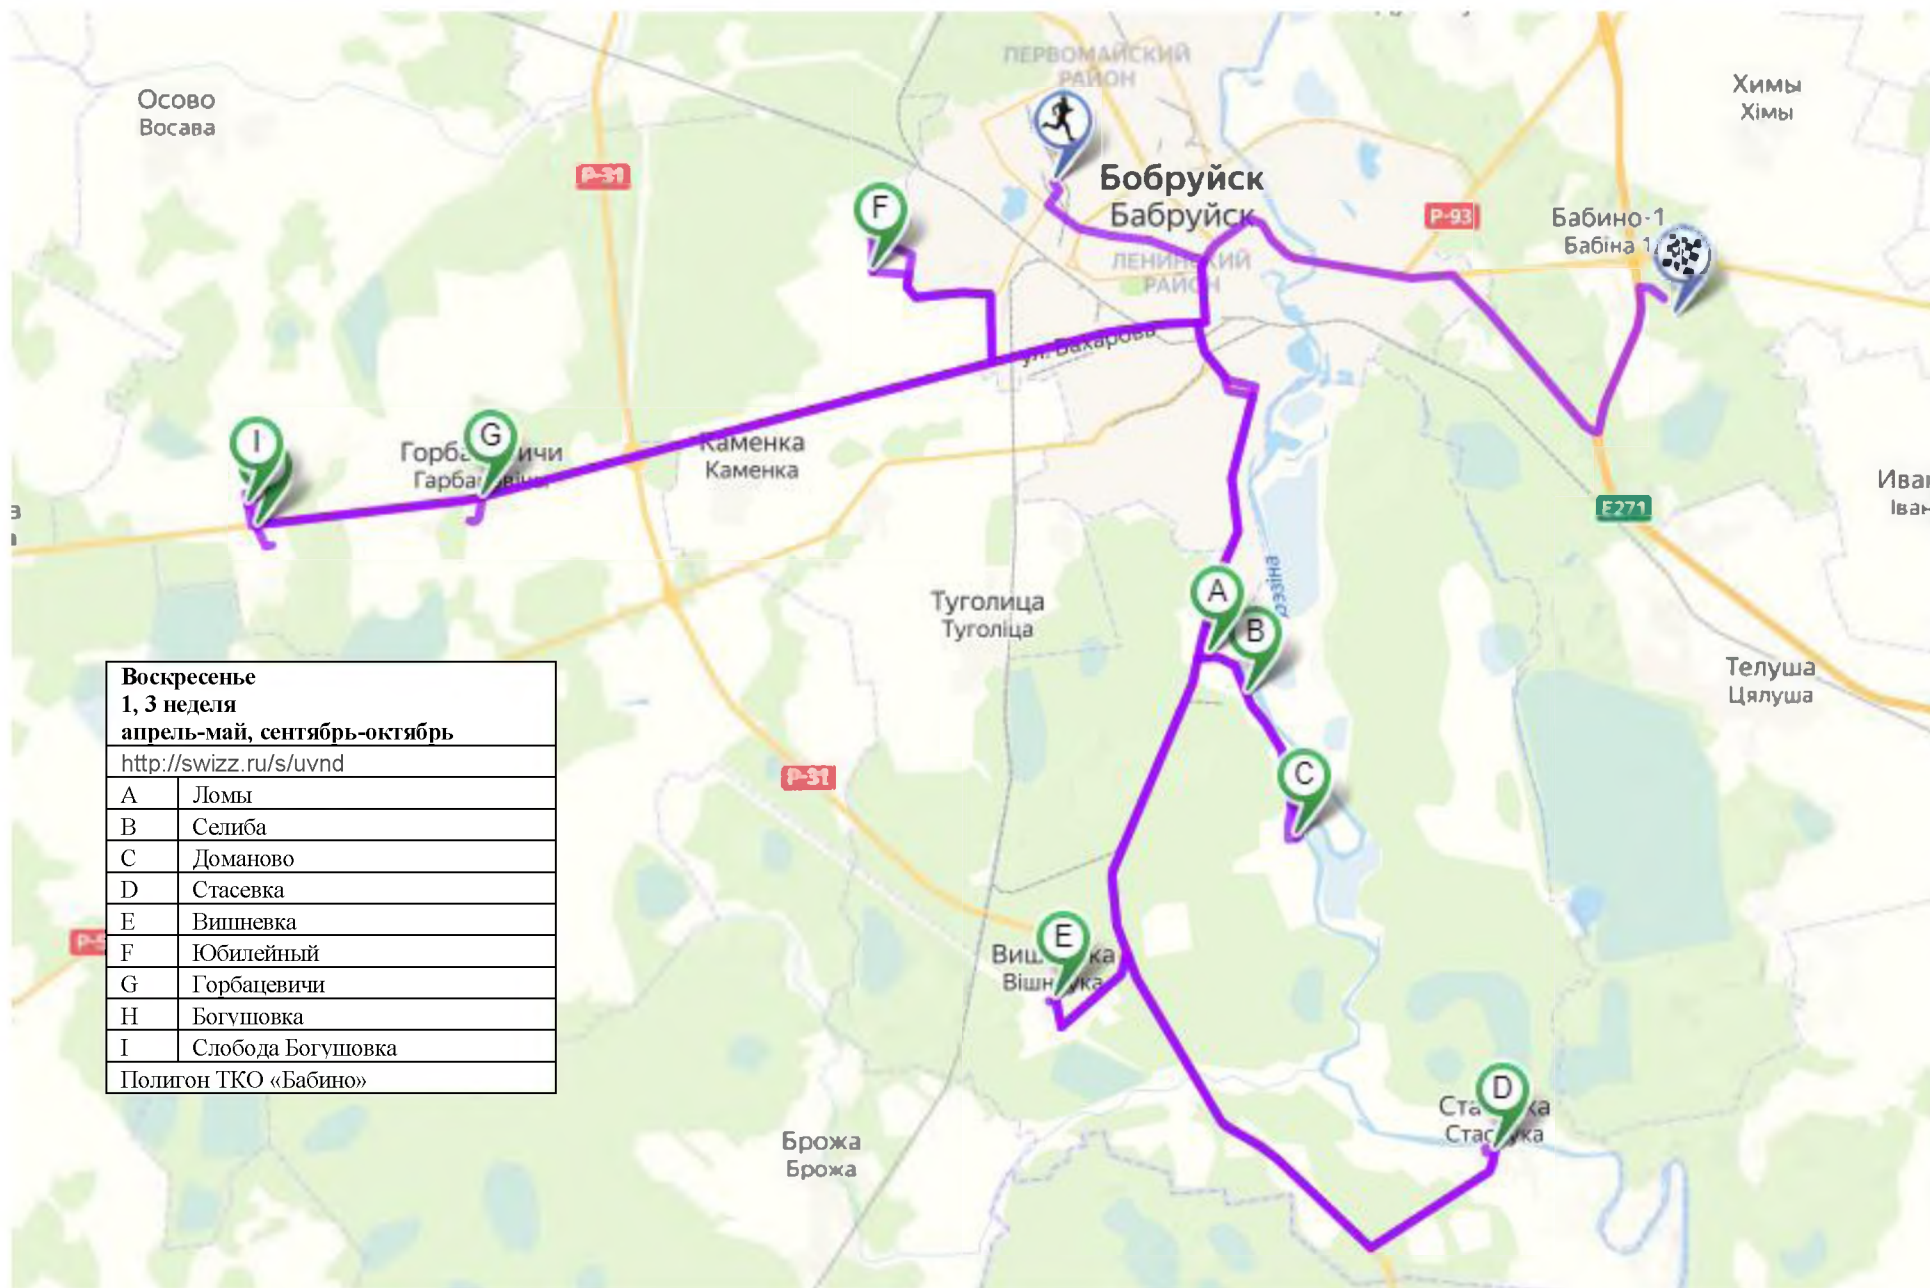 ПЕРВОМАЙСКИЙ
РАЙОН
Осово
Восава
Химы
Хімы
Р-31
Бобруйск
Бабруйск
F
Р-93
Бабино-1
Бабіна 1
ЛЕНИНСКИЙ
РАЙОН
ул. Бахарова
I
G
Каменка
Каменка
E271
A
B
Туголица
Туголіца
Телуша
Цялуша
Р-31
C
E
D
Брожа
Брожа
Воскресенье
1, 3 неделя
апрель-май, сентябрь-октябрь
http://swizz.ru/s/uvnd
A Ломы
B Селиба
C Доманово
D Стасевка
E Вишневка
F Юбилейный
G Горбацевичи
H Богушовка
I Слобода Богушовка
Полигон ТКО «Бабино»